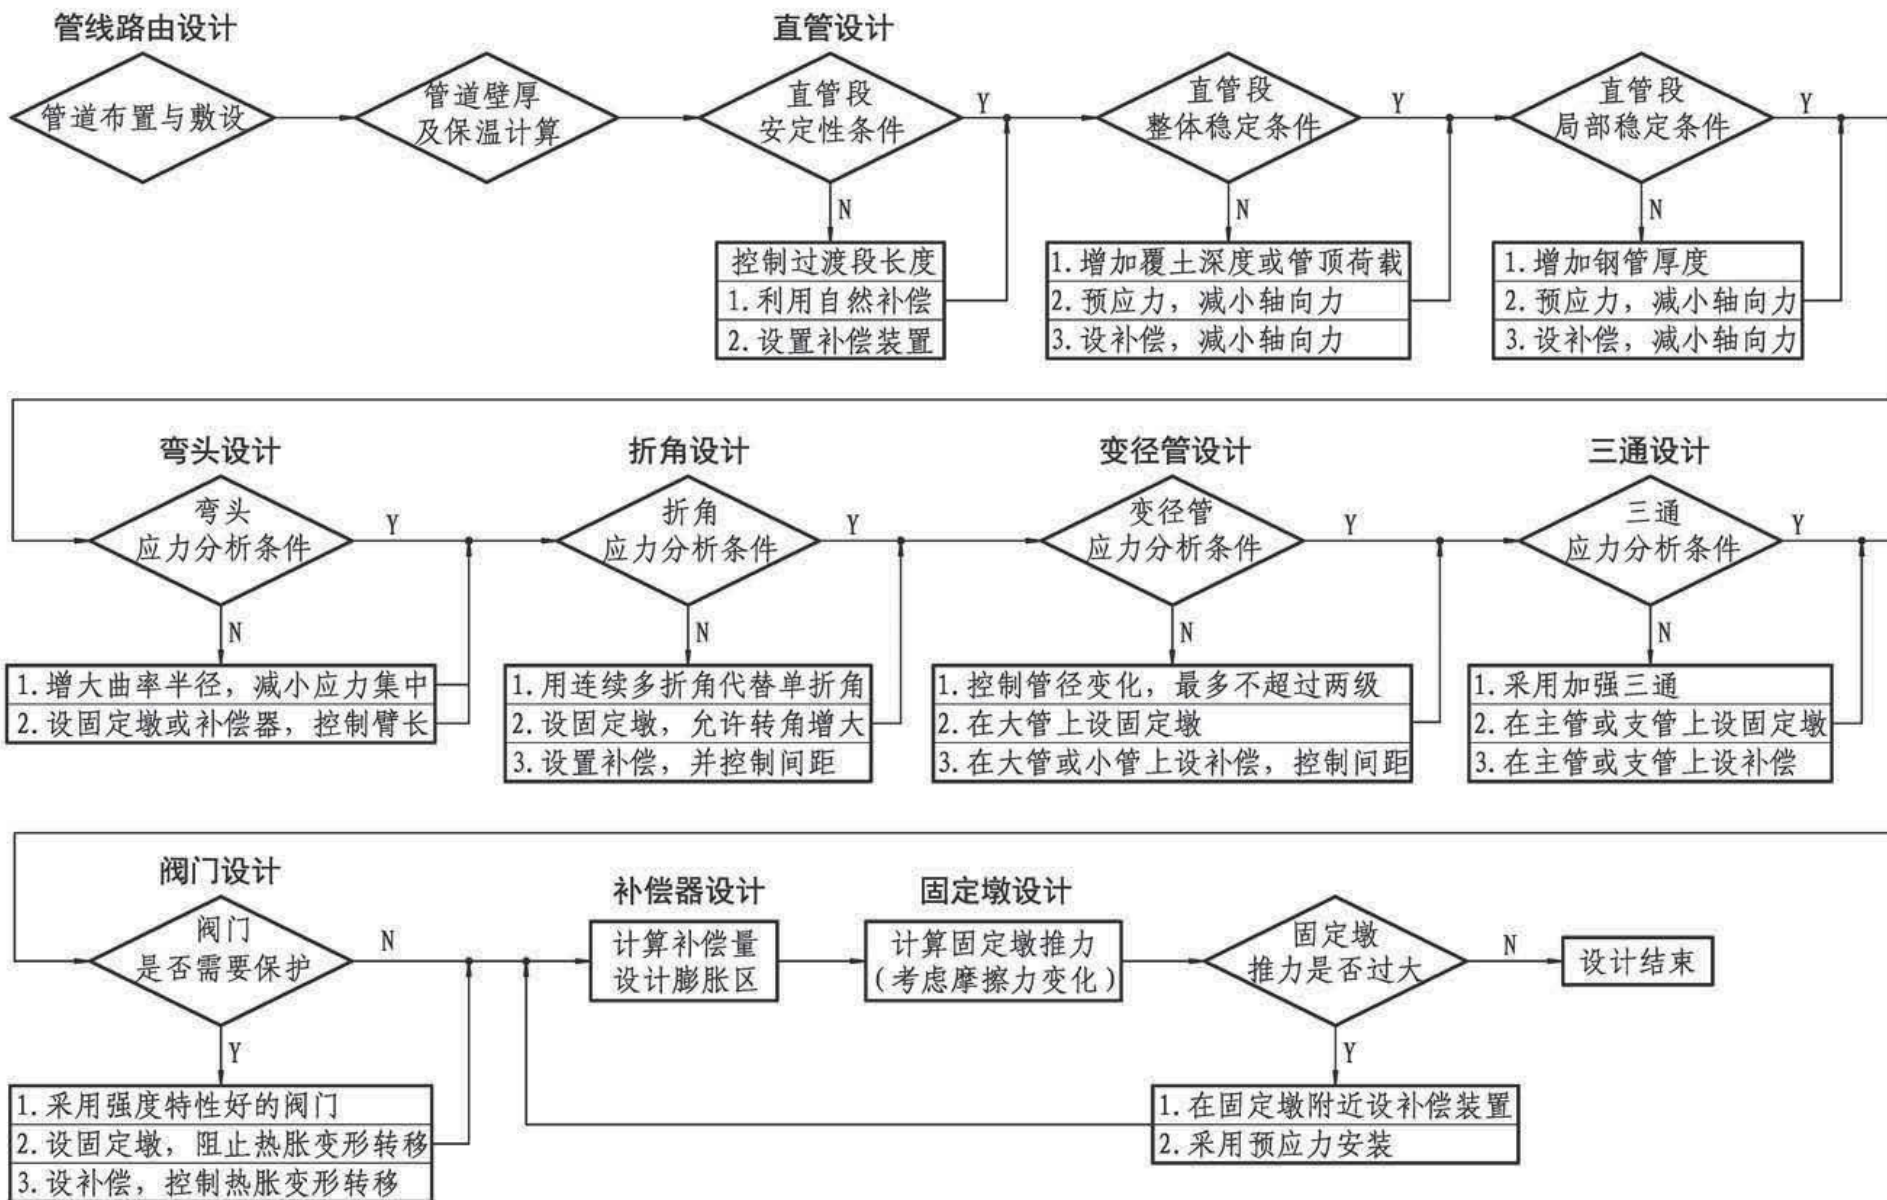 管线路由设计
直管设计
管道布置与敷设
管道壁厚
及保温计算
直管段
安定性条件
Y
直管段
整体稳定条件
Y
直管段
局部稳定条件
Y
N
N
N
控制过渡段长度
1.利用自然补偿
2.设置补偿装置
1.增加覆土深度或管顶荷载
2.预应力，减小轴向力
3.设补偿，减小轴向力
1.增加钢管厚度
2.预应力，减小轴向力
3.设补偿，减小轴向力
弯头设计
折角设计
变径管设计
三通设计
弯头
应力分析条件
Y
折角
应力分析条件
Y
变径管
应力分析条件
Y
三通
应力分析条件
Y
N
N
N
N
1.增大曲率半径，减小应力集中
2.设固定墩或补偿器，控制臂长
1.用连续多折角代替单折角
2.设固定墩，允许转角增大
3.设置补偿，并控制间距
1.控制管径变化，最多不超过两级
2.在大管上设固定墩
3.在大管或小管上设补偿，控制间距
1.采用加强三通
2.在主管或支管上设固定墩
3.在主管或支管上设补偿
阀门设计
补偿器设计
固定墩设计
阀门
是否需要保护
N
计算补偿量
设计膨胀区
计算固定墩推力
(考虑摩擦力变化)
固定墩
推力是否过大
N
设计结束
Y
Y
1.采用强度特性好的阀门
2.设固定墩，阻止热胀变形转移
3.设补偿，控制热胀变形转移
1.在固定墩附近设补偿装置
2.采用预应力安装